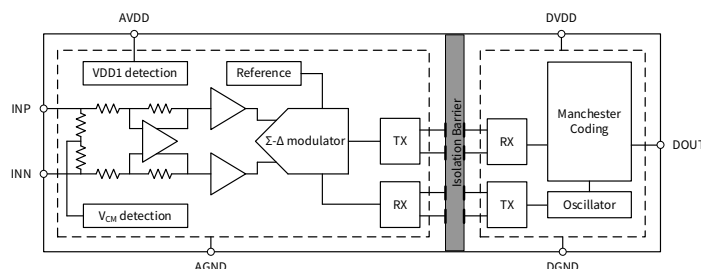 AVDD
DVDD
VDD1 detection
Reference
INP
INN
Σ-Δ modulator
TX
RX
Isolation Barrier
RX
TX
Manchester
Coding
Oscillator
DOUT
VCM detection
AGND
DGND